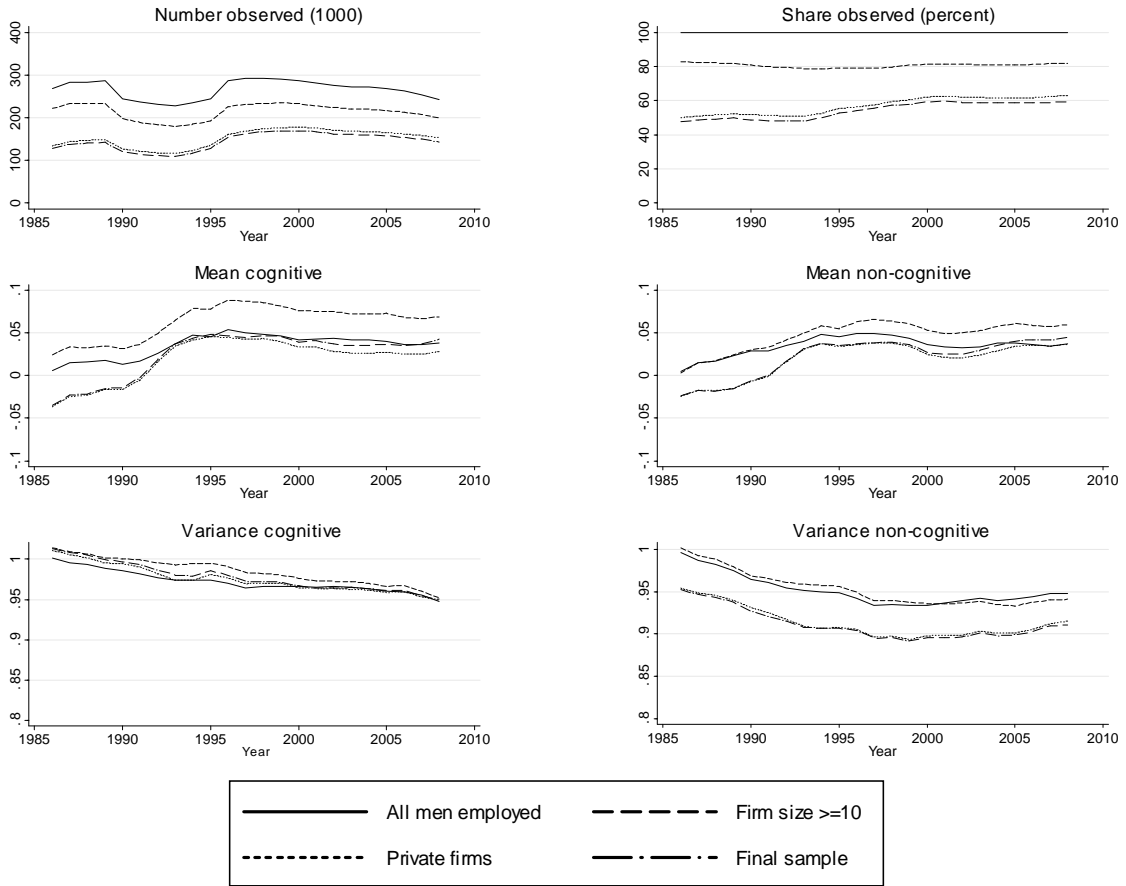 Number observed (1000)
0 100 200 300 400
1985 1990 1995 2000 2005 2010
Year
Share observed (percent)
0 20 40 60 80 100
1985 1990 1995 2000 2005 2010
Year
Mean cognitive
-.1 -.05 0 .05 .1
1985 1990 1995 2000 2005 2010
Year
Mean non-cognitive
-.1 -.05 0 .05 .1
1985 1990 1995 2000 2005 2010
Year
Variance cognitive
.8 .85 .9 .95 1
1985 1990 1995 2000 2005 2010
Year
Variance non-cognitive
.8 .85 .9 .95 1
1985 1990 1995 2000 2005 2010
Year
All men employed Firm size >=10
Private firms Final sample